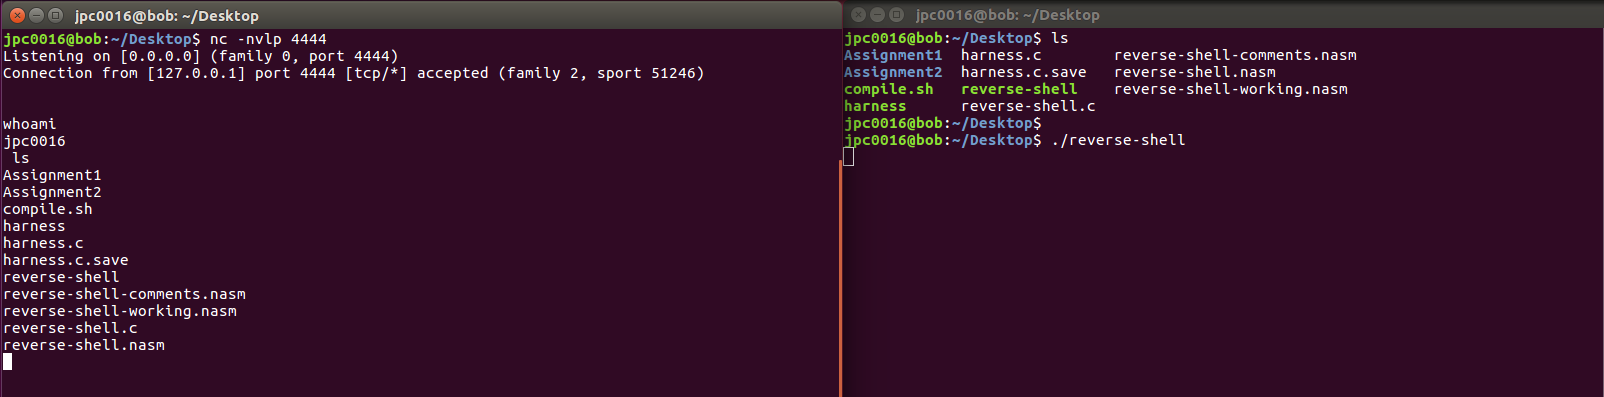 jpc0016@bob: ~/Desktop
jpc0016@bob:~/Desktop$ nc -nvlp 4444
Listening on [0.0.0.0] (family 0, port 4444)
Connection from [127.0.0.1] port 4444 [tcp/*] accepted (family 2, sport 51246)
whoami
jpc0016
 ls
Assignment1
Assignment2
compile.sh
harness
harness.c
harness.c.save
reverse-shell
reverse-shell-comments.nasm
reverse-shell-working.nasm
reverse-shell.c
reverse-shell.nasm
jpc0016@bob: ~/Desktop
jpc0016@bob:~/Desktop$ ls
Assignment1  harness.c        reverse-shell-comments.nasm
Assignment2  harness.c.save   reverse-shell.nasm
compile.sh   reverse-shell    reverse-shell-working.nasm
harness      reverse-shell.c
jpc0016@bob:~/Desktop$
jpc0016@bob:~/Desktop$ ./reverse-shell